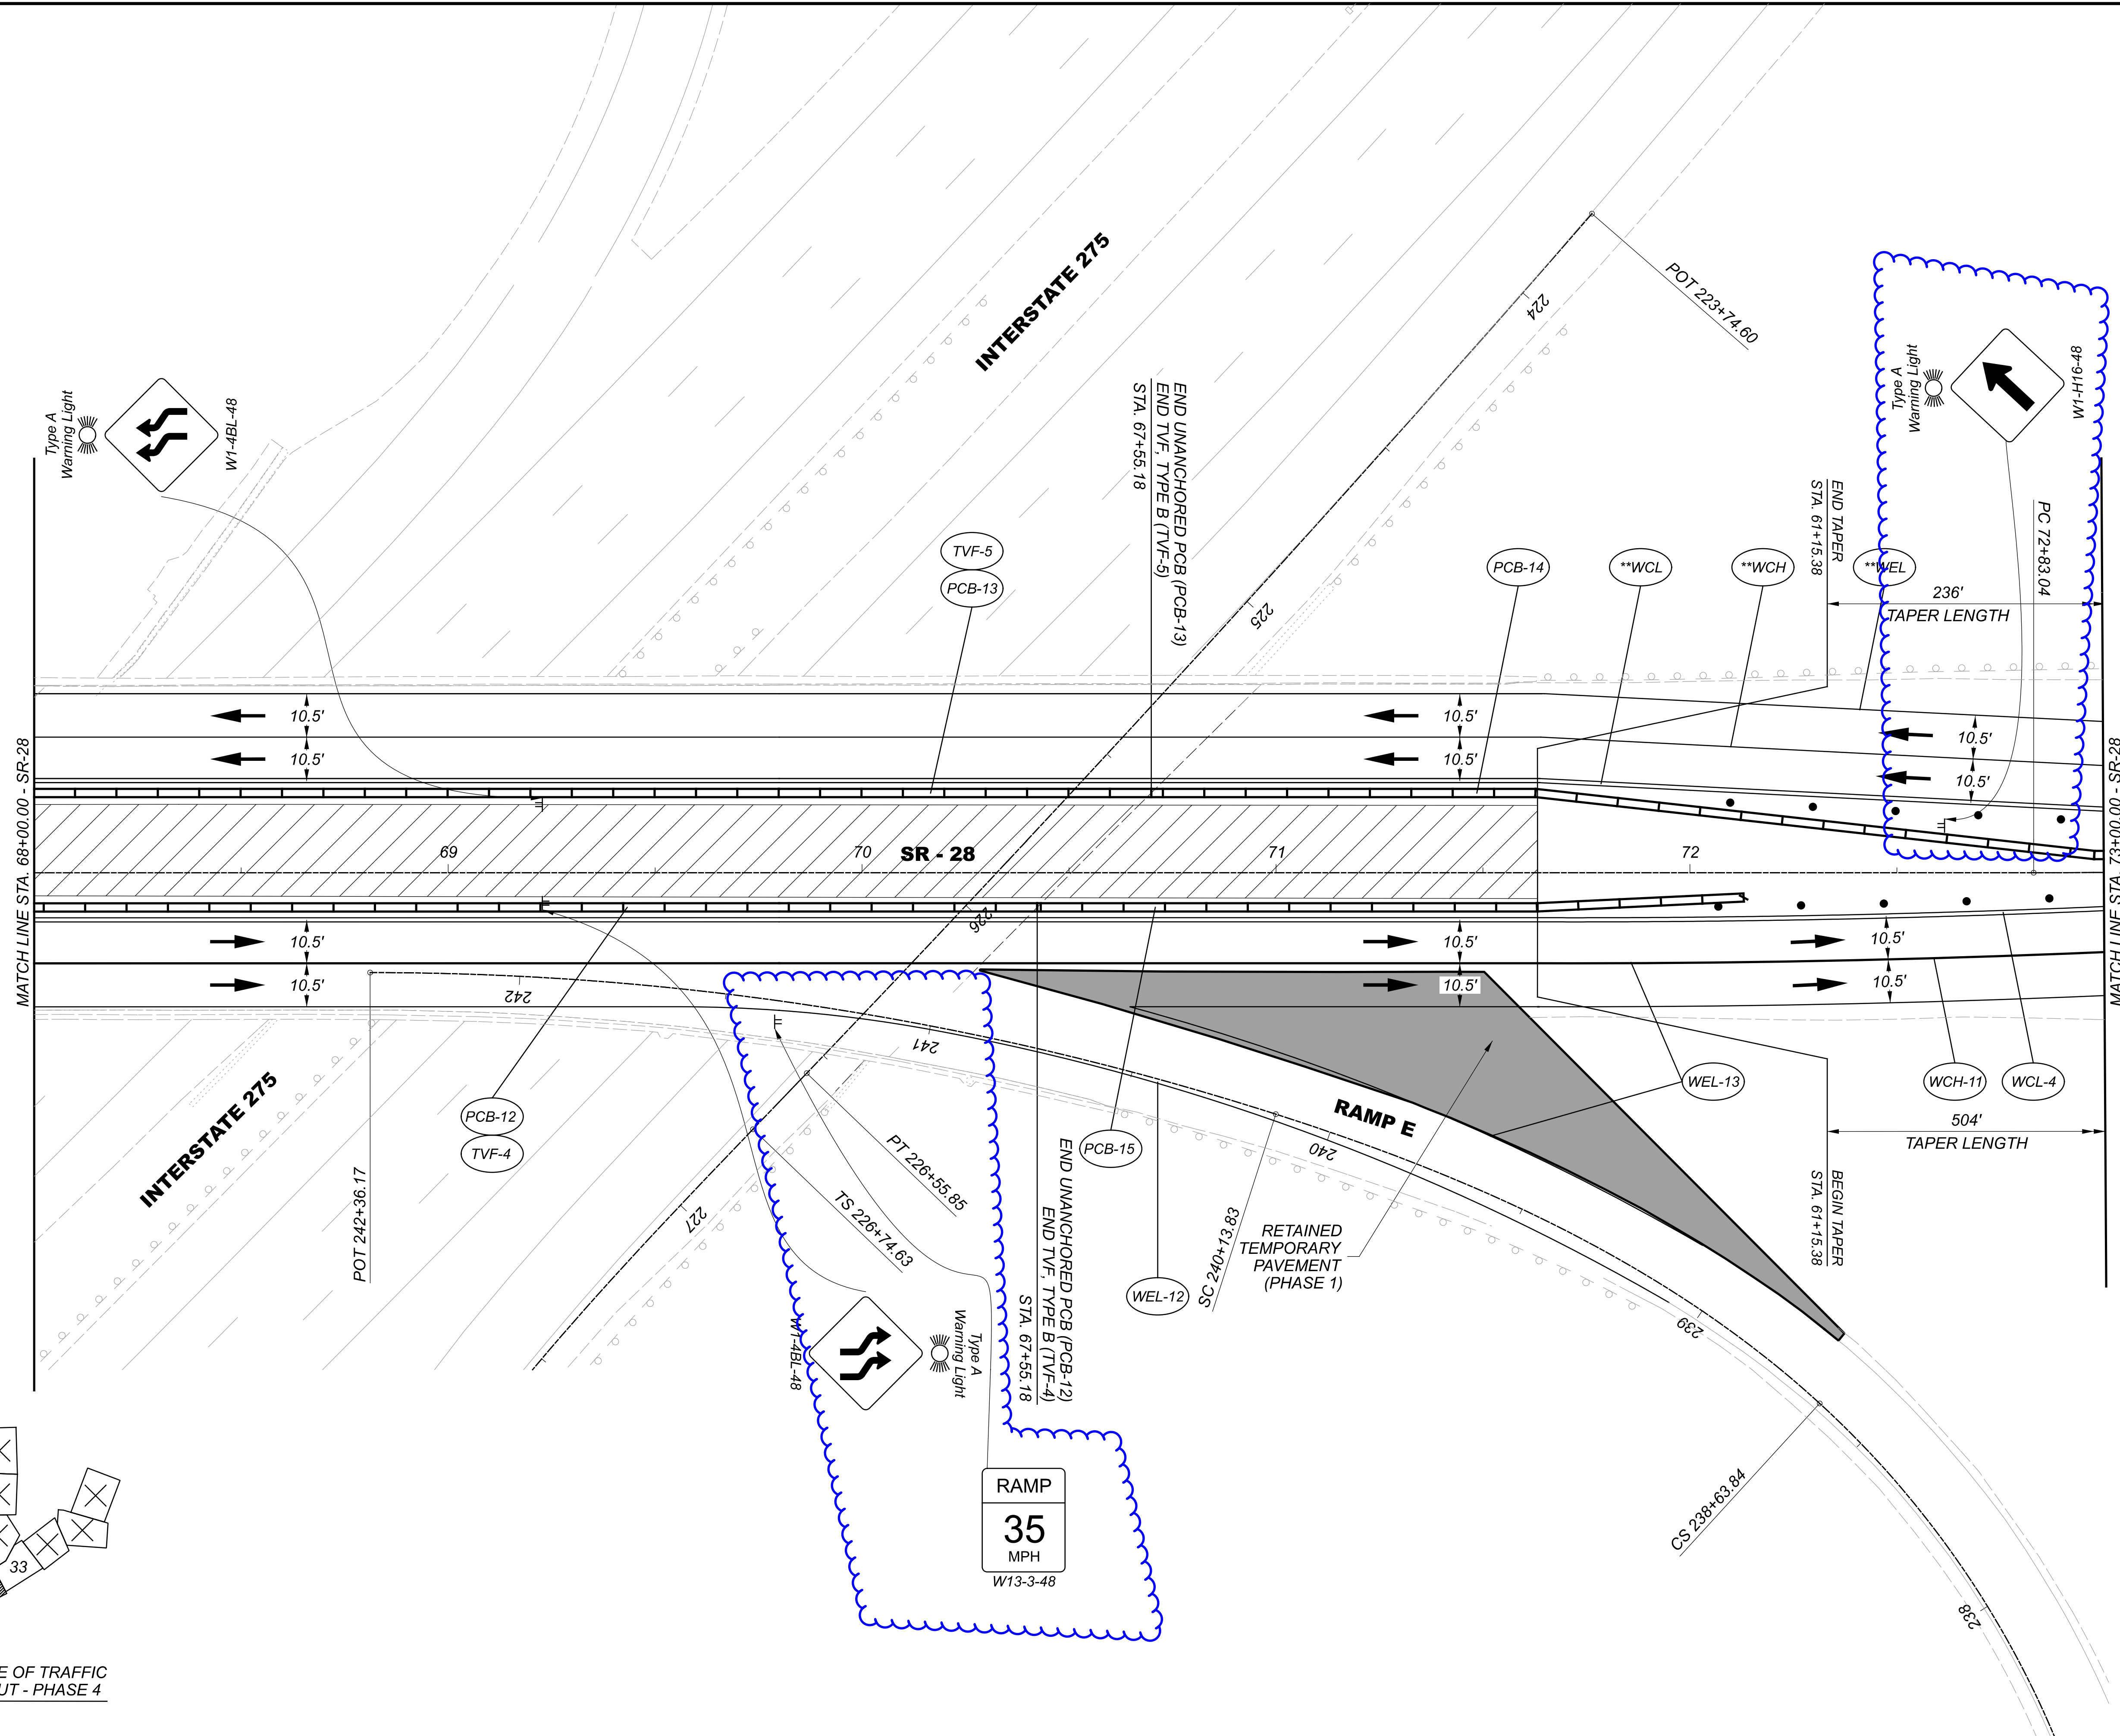 INTERSTATE 275
224
POT 223+74.60
Type A
Warning Light
W1-H16-48
Type A
Warning Light
W1-4BL-48
END UNANCHORED PCB (PCB-13)
END TVF, TYPE B (TVF-5)
STA. 67+55.18
END TAPER
STA. 61+15.38
PC 72+83.04
TVF-5
PCB-13
PCB-14
**WCL
**WCH
**WEL
236'
TAPER LENGTH
225
10.5'
10.5'
10.5'
10.5'
10.5'
10.5'
MATCH LINE STA. 68+00.00 - SR-28
MATCH LINE STA. 73+00.00 - SR-28
69
70
SR - 28
71
72
226
10.5'
10.5'
10.5'
10.5'
10.5'
10.5'
242
241
INTERSTATE 275
POT 242+36.17
PCB-12
TVF-4
PT 226+55.85
TS 226+74.63
227
PCB-15
END UNANCHORED PCB (PCB-12)
END TVF, TYPE B (TVF-4)
STA. 67+55.18
WEL-12
SC 240+13.83
RAMP E
240
RETAINED
TEMPORARY
PAVEMENT
(PHASE 1)
WEL-13
WCH-11
WCL-4
504'
TAPER LENGTH
BEGIN TAPER
STA. 61+15.38
239
W1-4BL-48
Type A
Warning Light
RAMP
35
MPH
W13-3-48
CS 238+63.84
238
33
E OF TRAFFIC
UT - PHASE 4